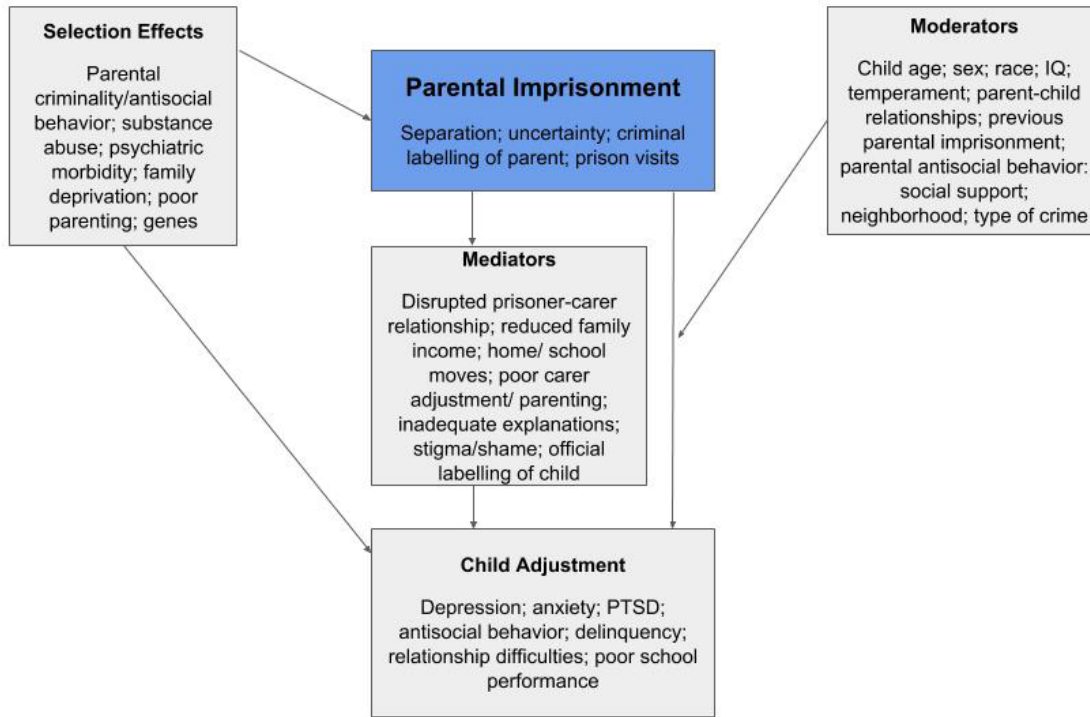 Selection Effects
Parental
criminality/antisocial
behavior; substance
abuse; psychiatric
morbidity; family
deprivation; poor
parenting; genes
Parental Imprisonment
Separation; uncertainty; criminal
labelling of parent; prison visits
Moderators
Child age; sex; race; IQ;
temperament; parent-child
relationships; previous
parental imprisonment;
parental antisocial behavior:
social support;
neighborhood; type of crime
Mediators
Disrupted prisoner-carer
relationship; reduced family
income; home/ school
moves; poor carer
adjustment/ parenting;
inadequate explanations;
stigma/shame; official
labelling of child
Child Adjustment
Depression; anxiety; PTSD;
antisocial behavior; delinquency;
relationship difficulties; poor school
performance